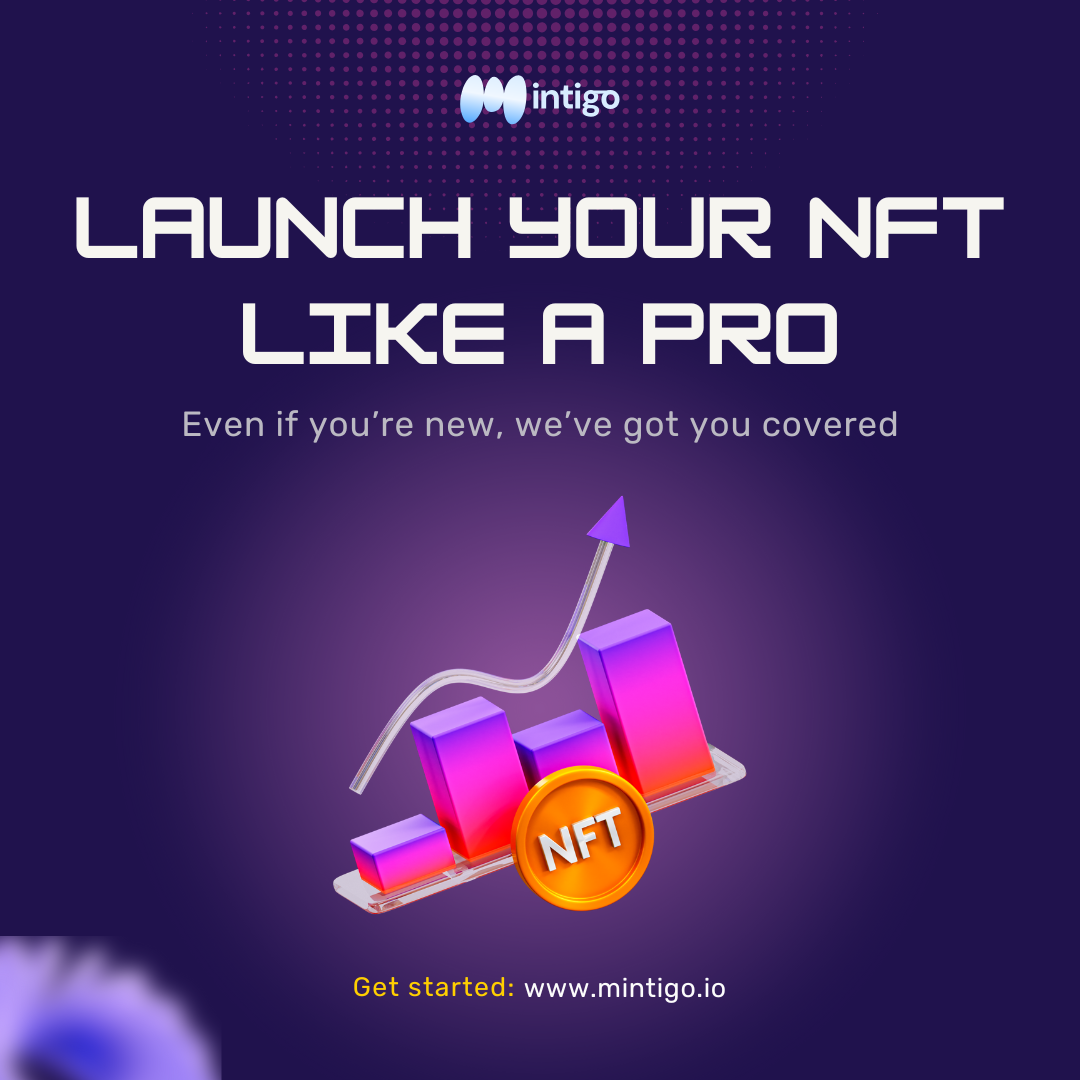 Mintigo
LAUNCH YOUR NFT
LIKE A PRO
Even if you’re new, we’ve got you covered
NFT
Get started: www.mintigo.io